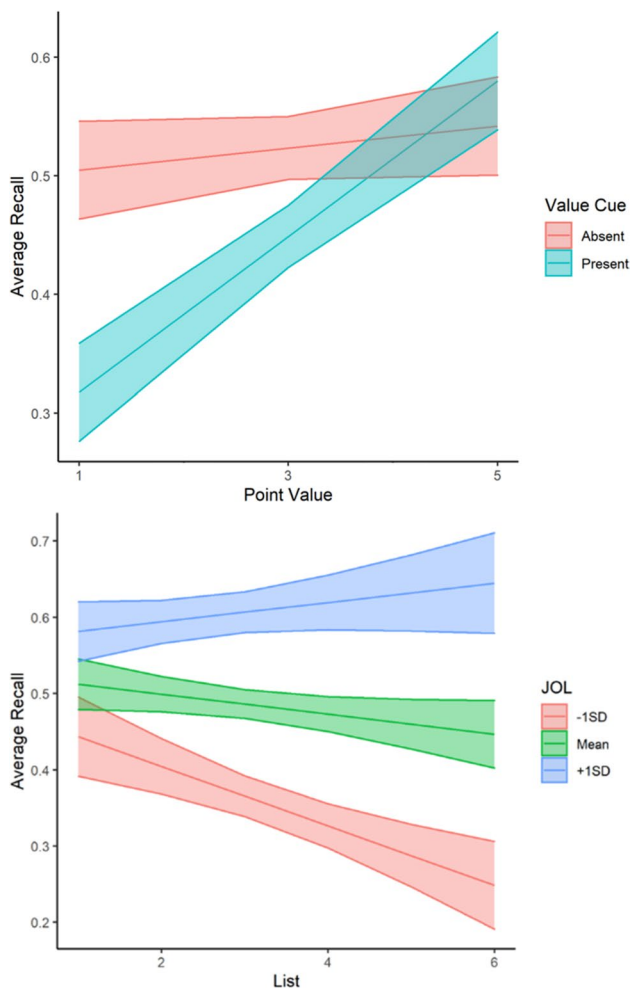 0.6
0.5
0.4
0.3
Average Recall
1
3
5
Point Value
Value Cue
Absent
Present
0.7
0.6
0.5
0.4
0.3
0.2
Average Recall
2
4
6
List
JOL
-1SD
Mean
+1SD